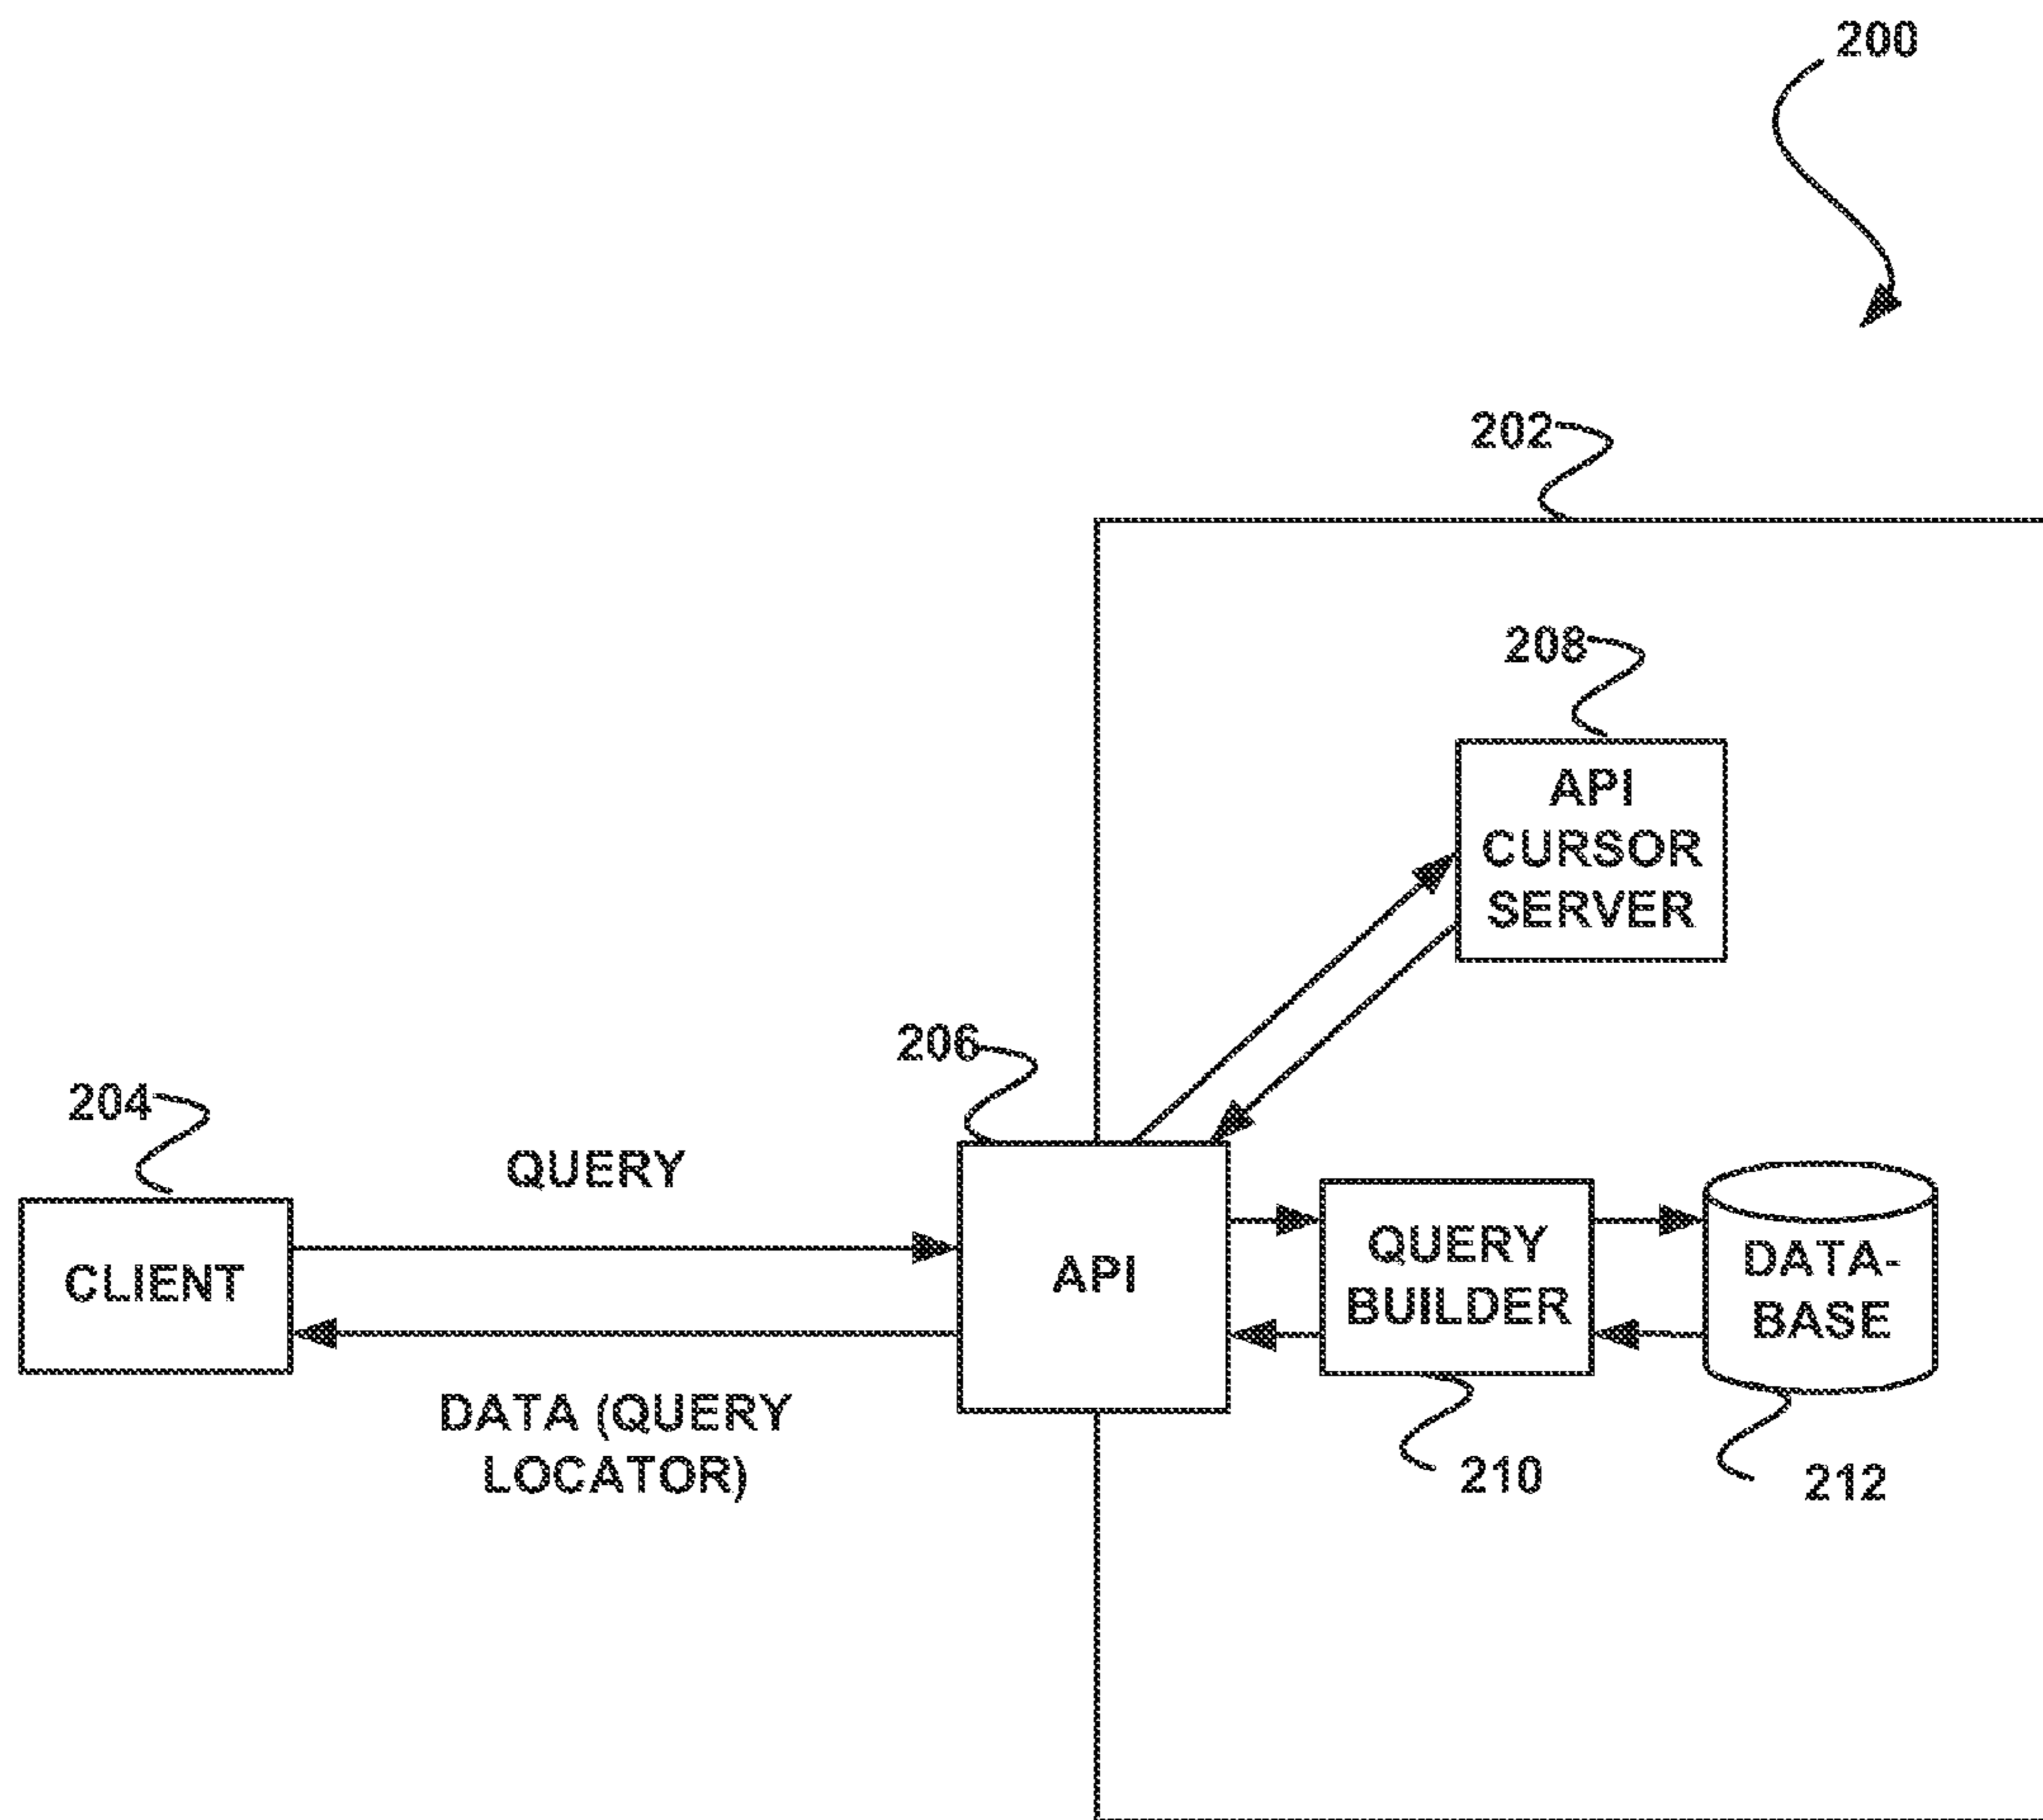 200
202
208
API
CURSOR
SERVER
206
204
QUERY
CLIENT
API
QUERY
BUILDER
DATA-
BASE
DATA (QUERY
LOCATOR)
210
212